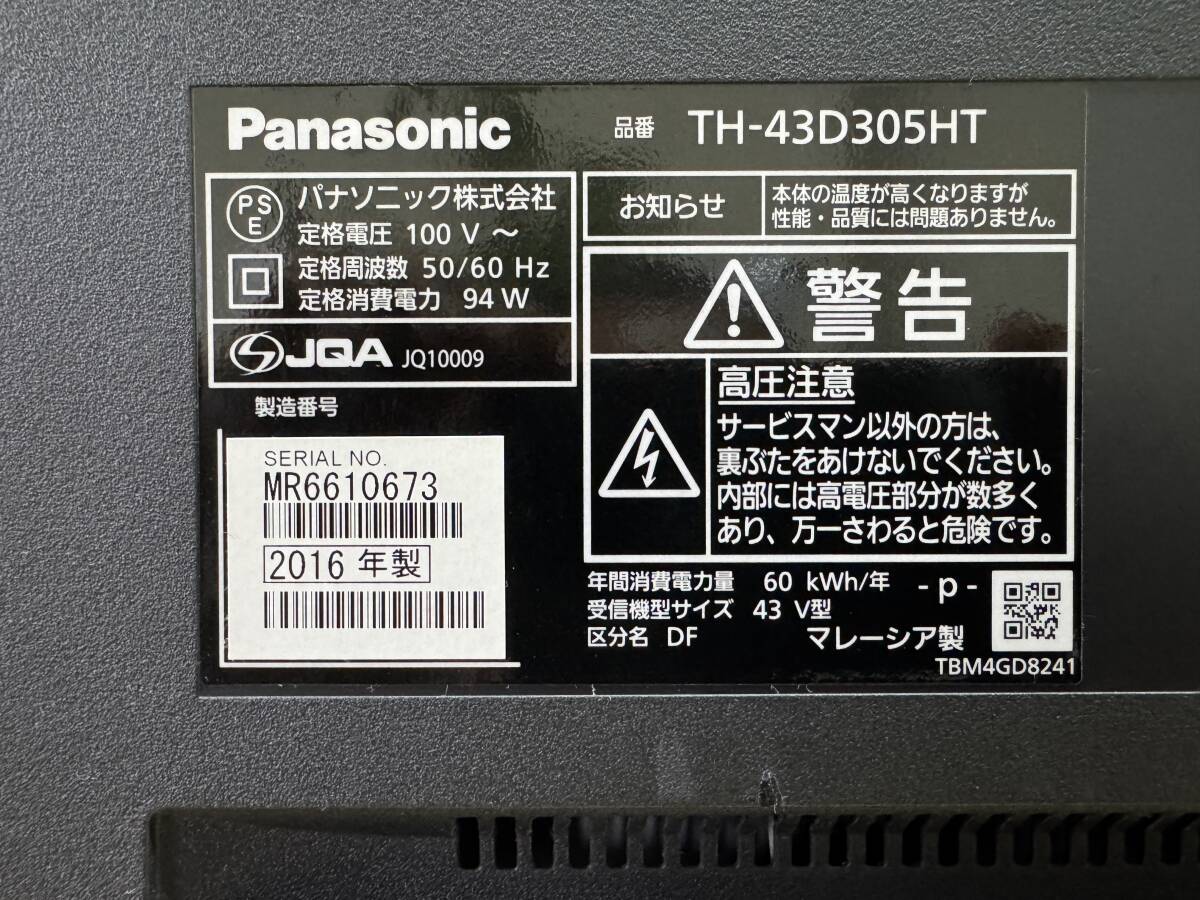 Panasonic
品番 TH-43D305HT
PS
E
パナソニック株式会社
定格電圧 100 V ～
定格周波数 50/60 Hz
定格消費電力 94 W
JQA JQ10009
製造番号
SERIAL NO.
MR6610673
2016 年製
お知らせ
本体の温度が高くなりますが
性能・品質には問題ありません。
警告
高圧注意
サービスマン以外の方は、
裏ぶたをあけないでください。
内部には高電圧部分が数多く
あり、万一さわると危険です。
年間消費電力量 60 kWh/年 - p -
受信機型サイズ 43 V型
区分名 DF マレーシア製
TBM4GD8241